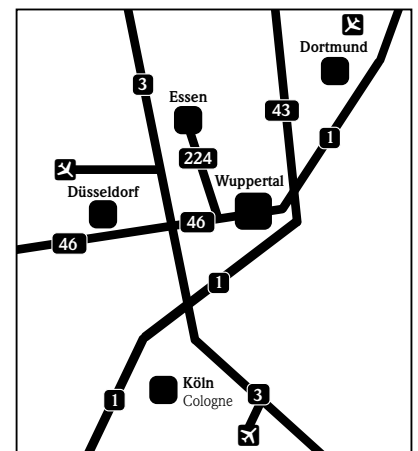 Dortmund
3
Essen
43
1
224
Wuppertal
Düsseldorf
46
46
1
Köln
Cologne
3
1